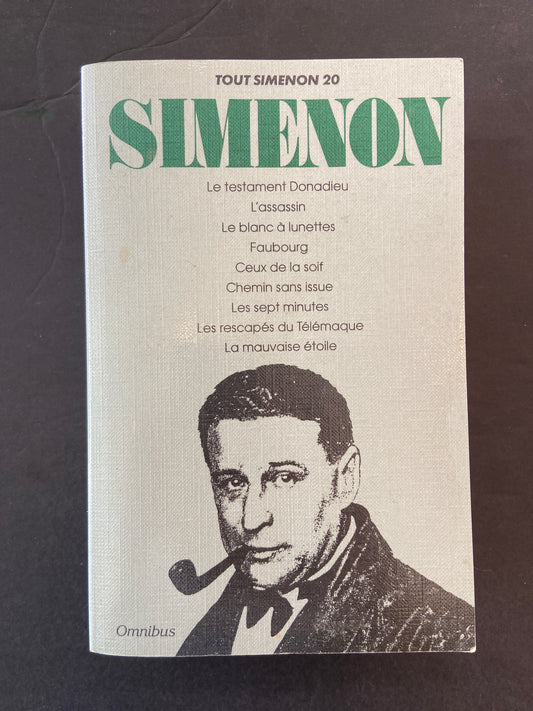 TOUT SIMENON 20
SIMENON
Le testament Donadieu
L'assassin
Le blanc à lunettes
Faubourg
Ceux de la soif
Chemin sans issue
Les sept minutes
Les rescapés du Télémaque
La mauvaise étoile
Omnibus